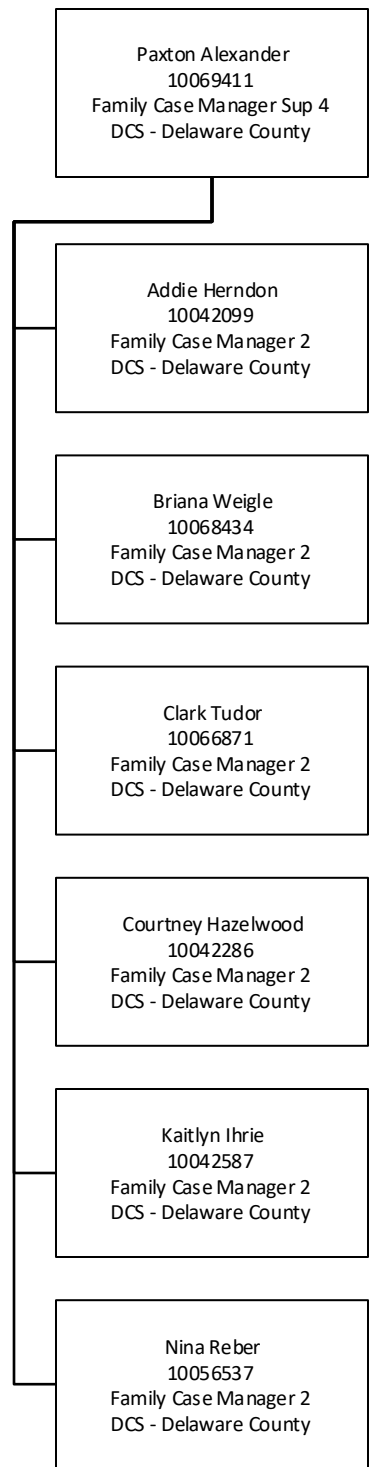 Paxton Alexander
10069411
Family Case Manager Sup 4
DCS - Delaware County
Addie Herndon
10042099
Family Case Manager 2
DCS - Delaware County
Briana Weigle
10068434
Family Case Manager 2
DCS - Delaware County
Clark Tudor
10066871
Family Case Manager 2
DCS - Delaware County
Courtney Hazelwood
10042286
Family Case Manager 2
DCS - Delaware County
Kaitlyn Ihrie
10042587
Family Case Manager 2
DCS - Delaware County
Nina Reber
10056537
Family Case Manager 2
DCS - Delaware County